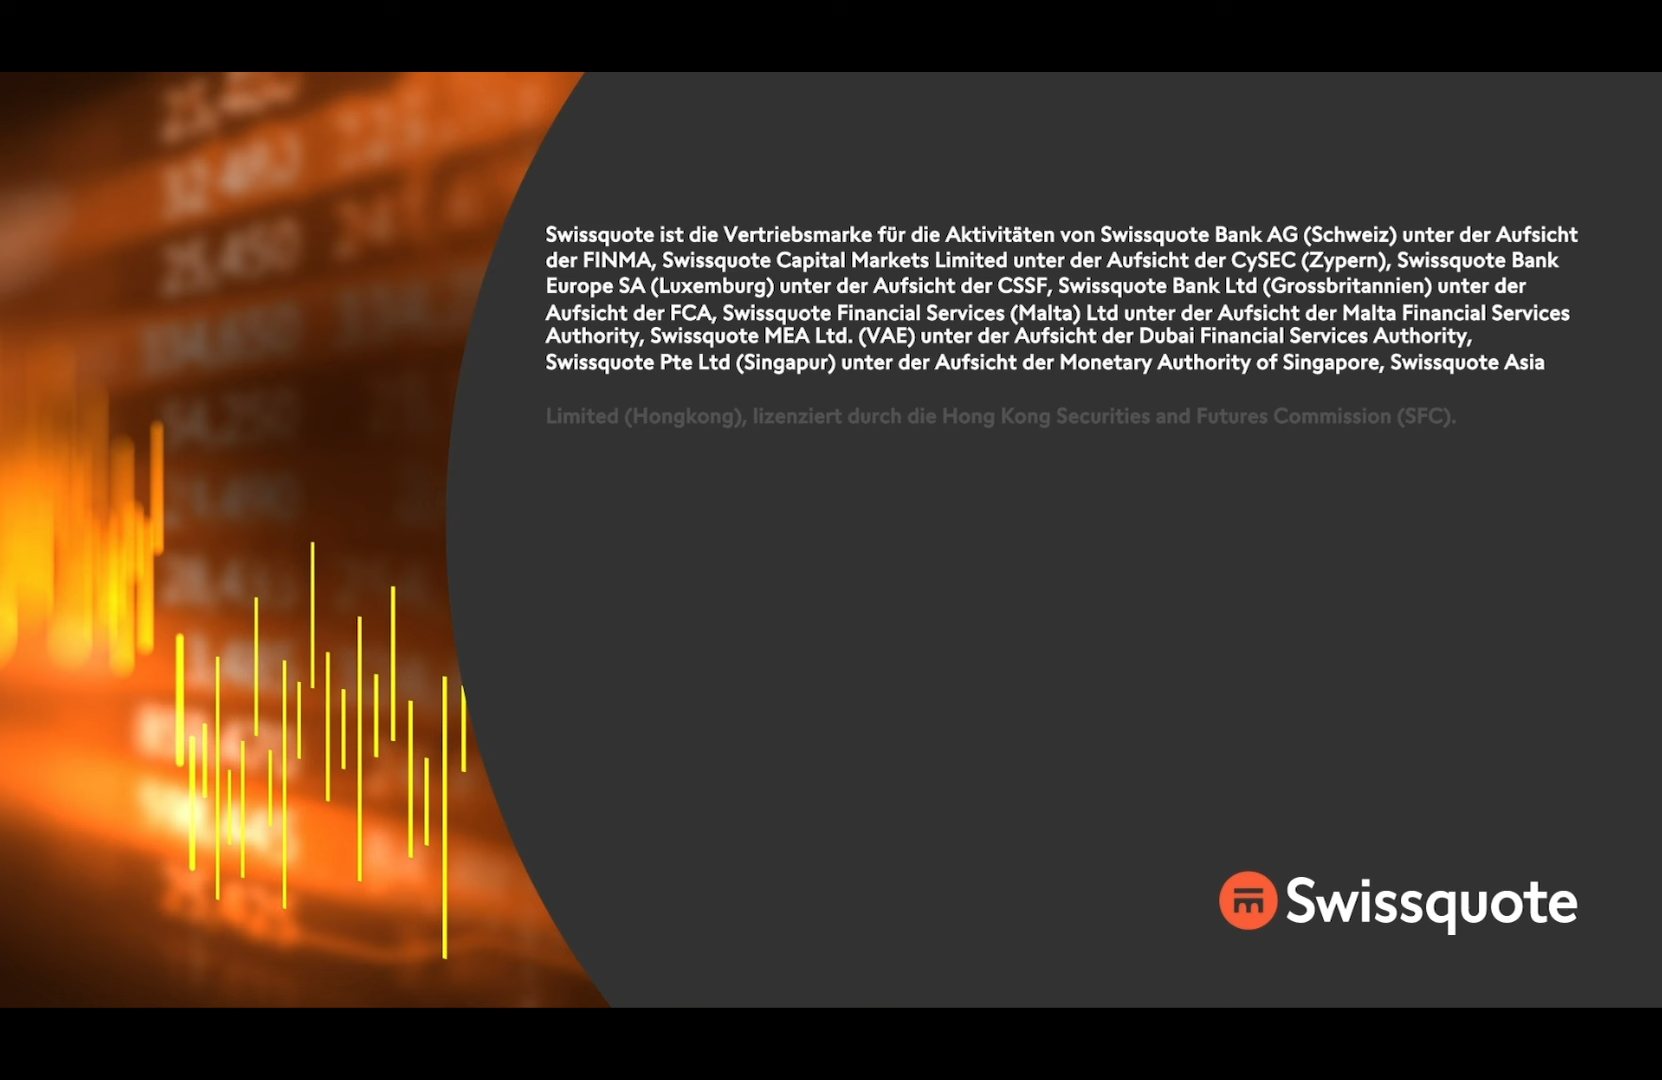 Swissquote ist die Vertriebsmarke für die Aktivitäten von Swissquote Bank AG (Schweiz) unter der Aufsicht
der FINMA, Swissquote Capital Markets Limited unter der Aufsicht der CySEC (Zypern), Swissquote Bank
Europe SA (Luxemburg) unter der Aufsicht der CSSF, Swissquote Bank Ltd (Grossbritannien) unter der
Aufsicht der FCA, Swissquote Financial Services (Malta) Ltd unter der Aufsicht der Malta Financial Services
Authority, Swissquote MEA Ltd. (VAE) unter der Aufsicht der Dubai Financial Services Authority,
Swissquote Pte Ltd (Singapur) unter der Aufsicht der Monetary Authority of Singapore, Swissquote Asia
Limited (Hongkong), lizenziert durch die Hong Kong Securities and Futures Commission (SFC).
Swissquote